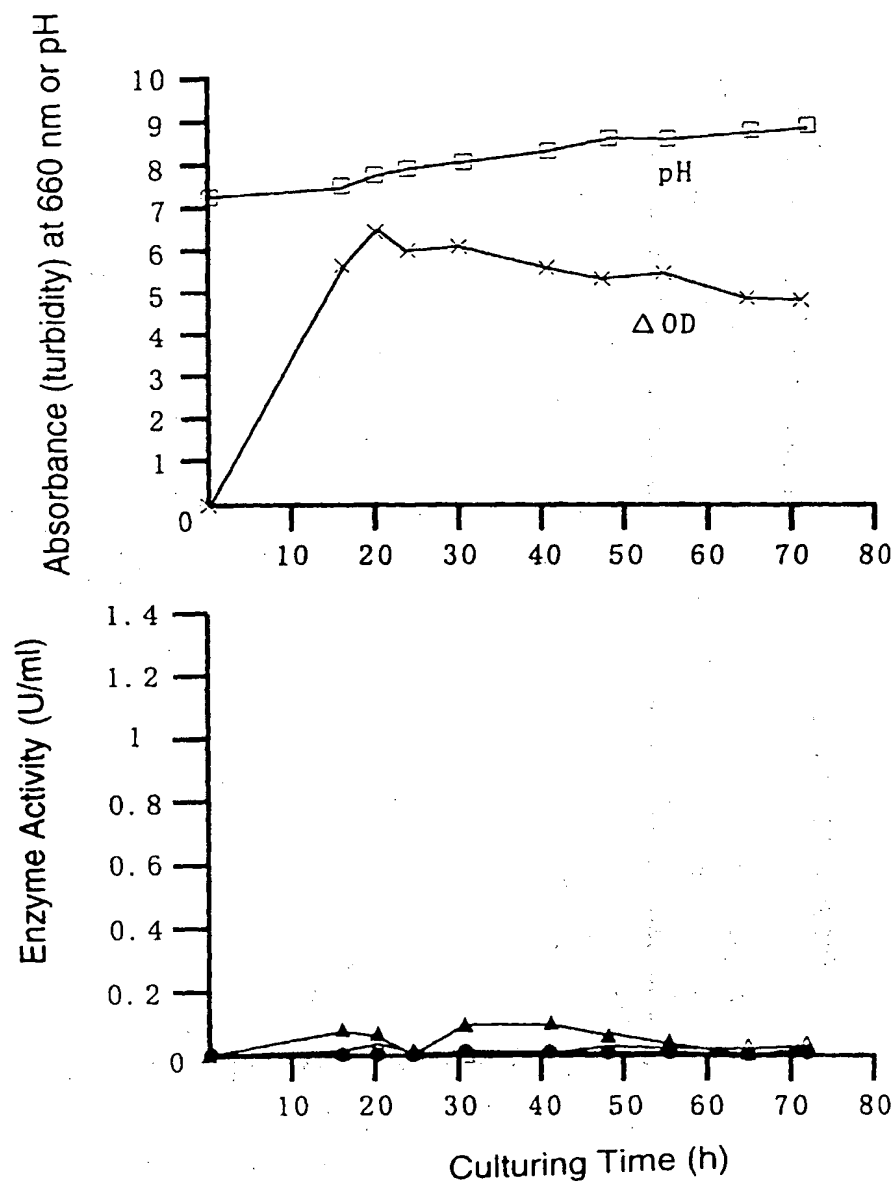 Absorbance (turbidity) at 660 nm or pH
10
9
8
7
6
5
4
3
2
1
0
pH
△OD
10 20 30 40 50 60 70 80
Enzyme Activity (U/ml)
1.4
1.2
1
0.8
0.6
0.4
0.2
0
10 20 30 40 50 60 70 80
Culturing Time (h)